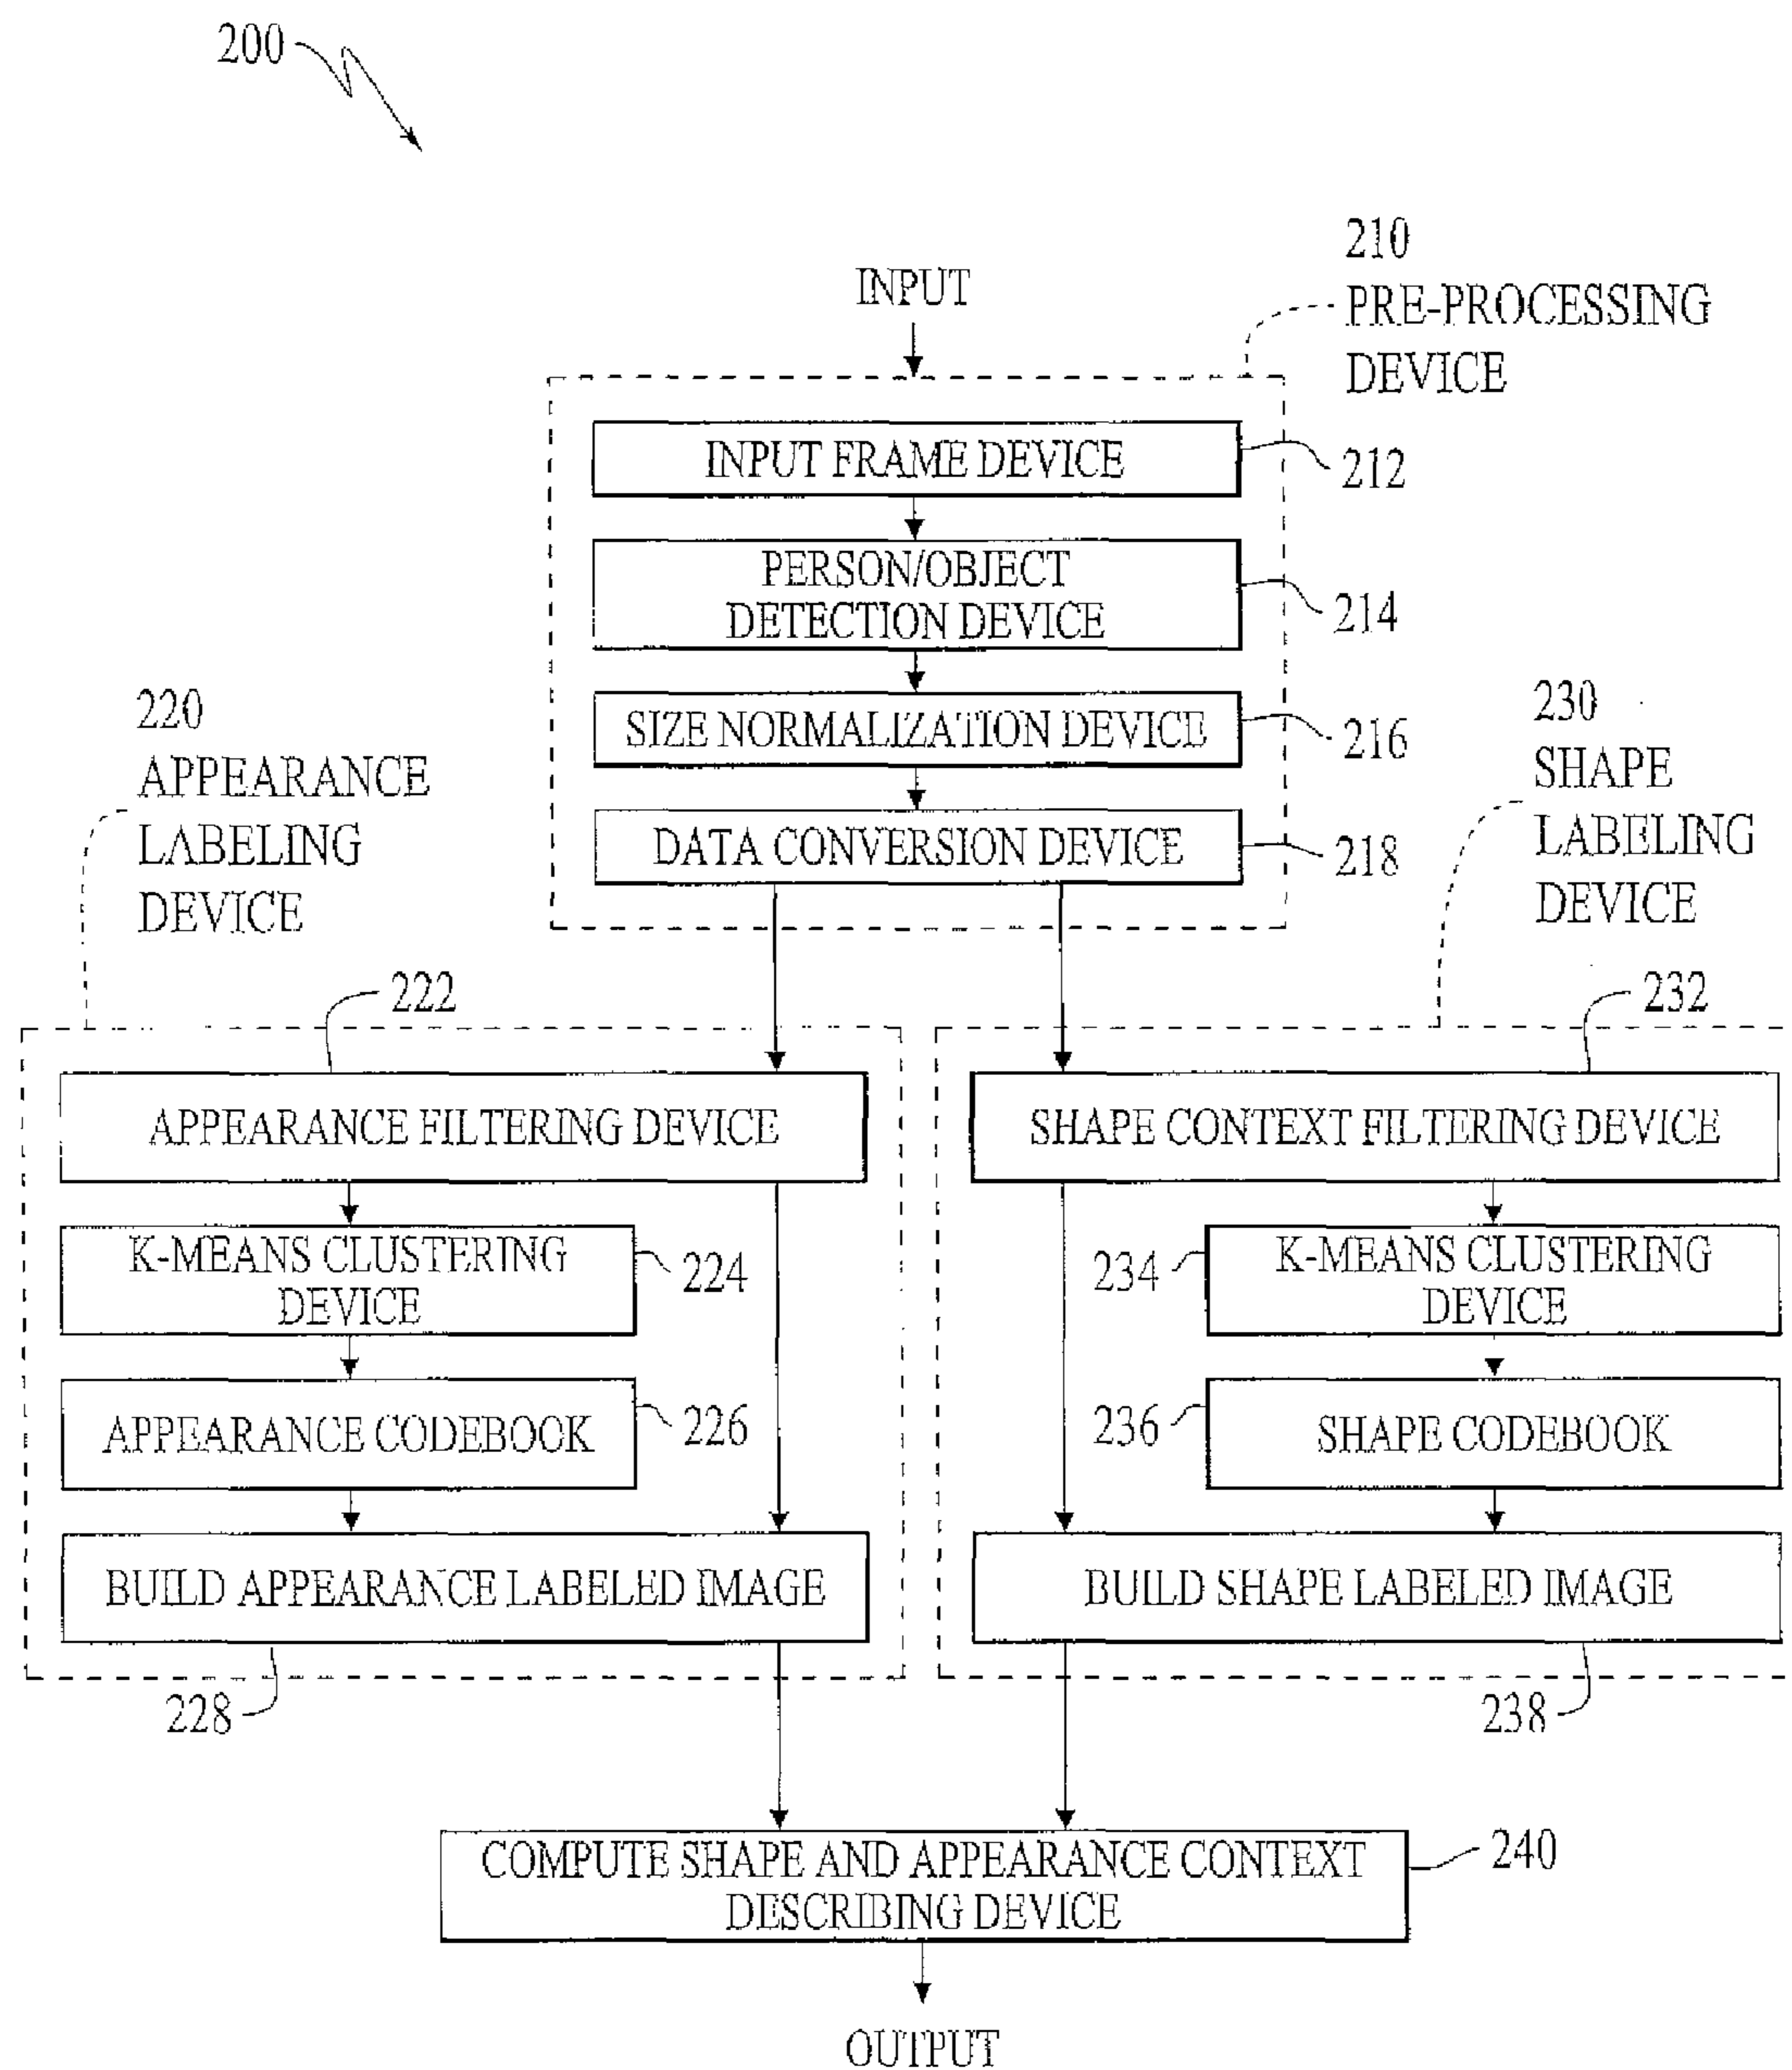 200
210
PRE-PROCESSING
DEVICE
INPUT
INPUT FRAME DEVICE
212
PERSON/OBJECT
DETECTION DEVICE
214
SIZE NORMALIZATION DEVICE
216
DATA CONVERSION DEVICE
218
220
APPEARANCE
LABELING
DEVICE
230
SHAPE
LABELING
DEVICE
222
232
APPEARANCE FILTERING DEVICE
SHAPE CONTEXT FILTERING DEVICE
K-MEANS CLUSTERING
DEVICE
224
234
K-MEANS CLUSTERING
DEVICE
APPEARANCE CODEBOOK
226
236
SHAPE CODEBOOK
BUILD APPEARANCE LABELED IMAGE
BUILD SHAPE LABELED IMAGE
228
238
COMPUTE SHAPE AND APPEARANCE CONTEXT
DESCRIBING DEVICE
240
OUTPUT